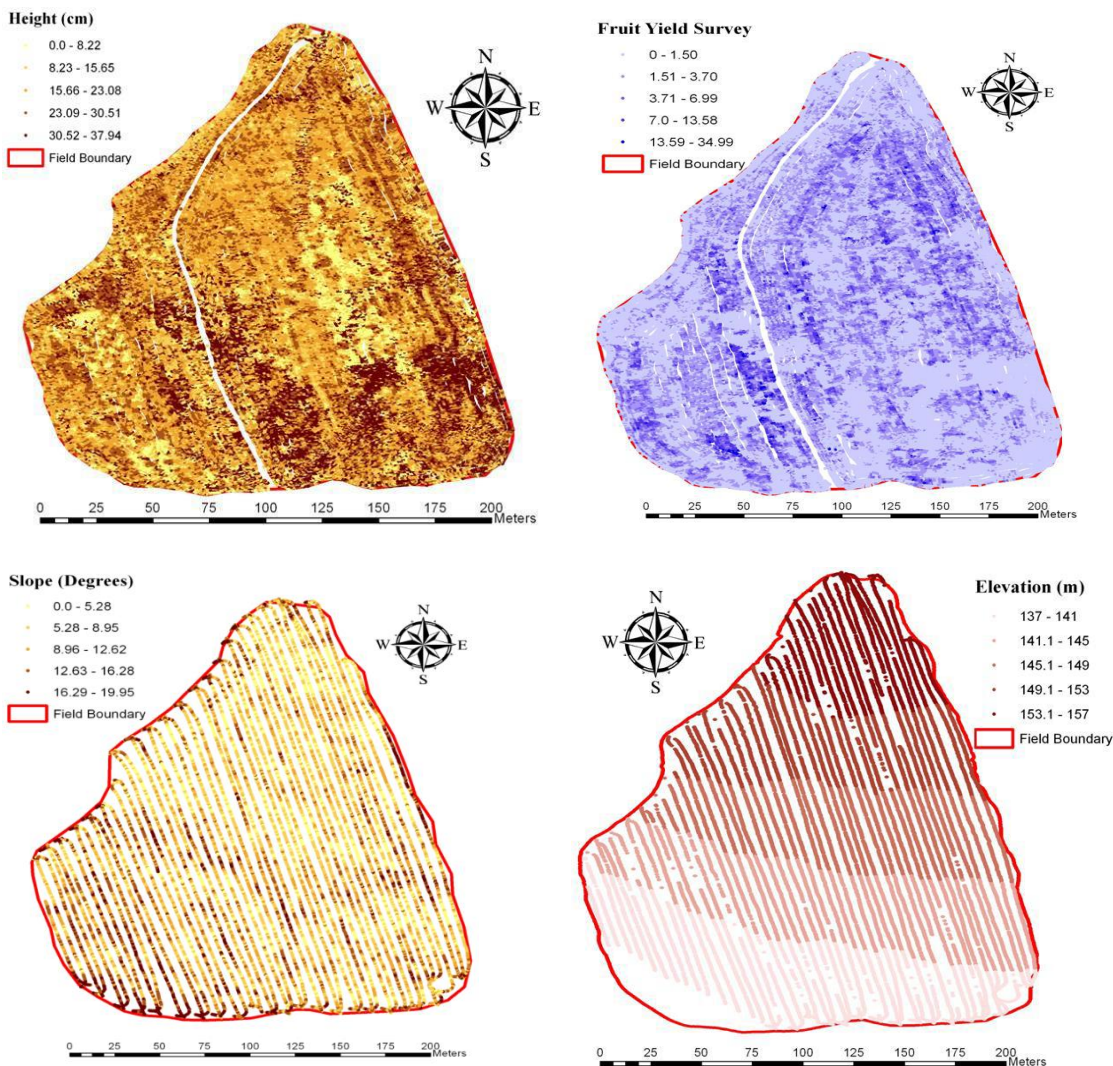 Height (cm)
0.0 - 8.22
8.23 - 15.65
15.66 - 23.08
23.09 - 30.51
30.52 - 37.94
Field Boundary
N
W E
S
0 25 50 75 100 125 150 175 200
Meters
Fruit Yield Survey
0 - 1.50
1.51 - 3.70
3.71 - 6.99
7.0 - 13.58
13.59 - 34.99
Field Boundary
N
W E
S
0 25 50 75 100 125 150 175 200
Meters
Slope (Degrees)
0.0 - 5.28
5.28 - 8.95
8.96 - 12.62
12.63 - 16.28
16.29 - 19.95
Field Boundary
N
W E
S
0 25 50 75 100 125 150 175 200
Meters
Elevation (m)
137 - 141
141.1 - 145
145.1 - 149
149.1 - 153
153.1 - 157
Field Boundary
N
W E
S
0 25 50 75 100 125 150 175 200
Meters